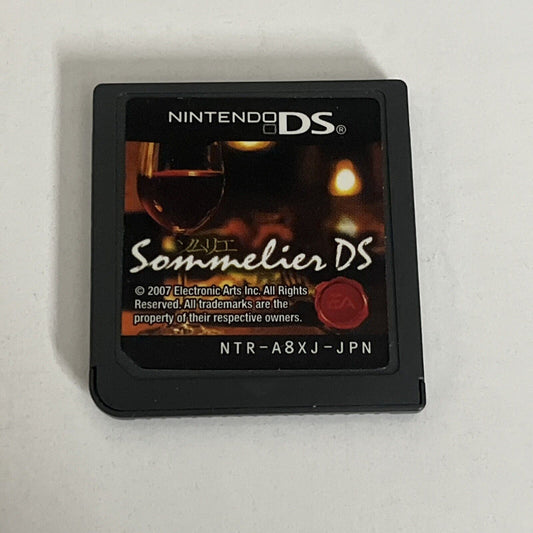 NINTENDO DS®
ソムリエ
Sommelier DS
© 2007 Electronic Arts Inc. All Rights
Reserved. All trademarks are the
property of their respective owners.
EA
NTR-A8XJ-JPN